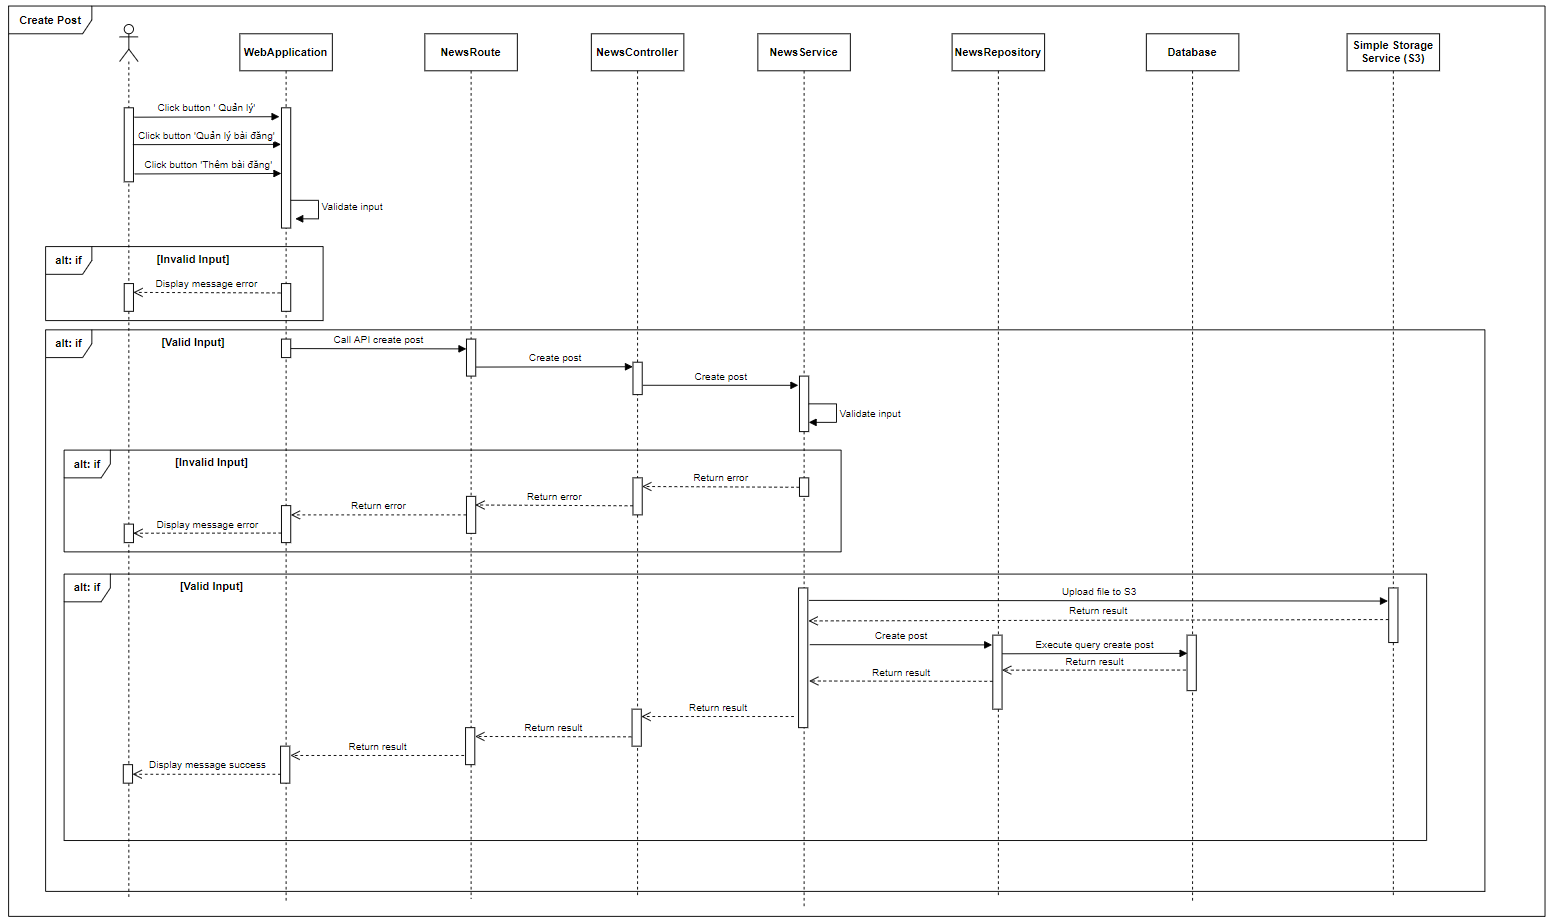 Create Post
WebApplication
NewsRoute
NewsController
NewsService
NewsRepository
Database
Simple Storage
Service (S3)
Click button ' Quản lý'
Click button 'Quản lý bài đăng'
Click button 'Thêm bài đăng'
Validate input
alt: if
[Invalid Input]
Display message error
alt: if
[Valid Input]
Call API create post
Create post
Create post
Validate input
alt: if
[Invalid Input]
Return error
Return error
Return error
Display message error
alt: if
[Valid Input]
Upload file to S3
Return result
Create post
Execute query create post
Return result
Return result
Return result
Return result
Return result
Display message success